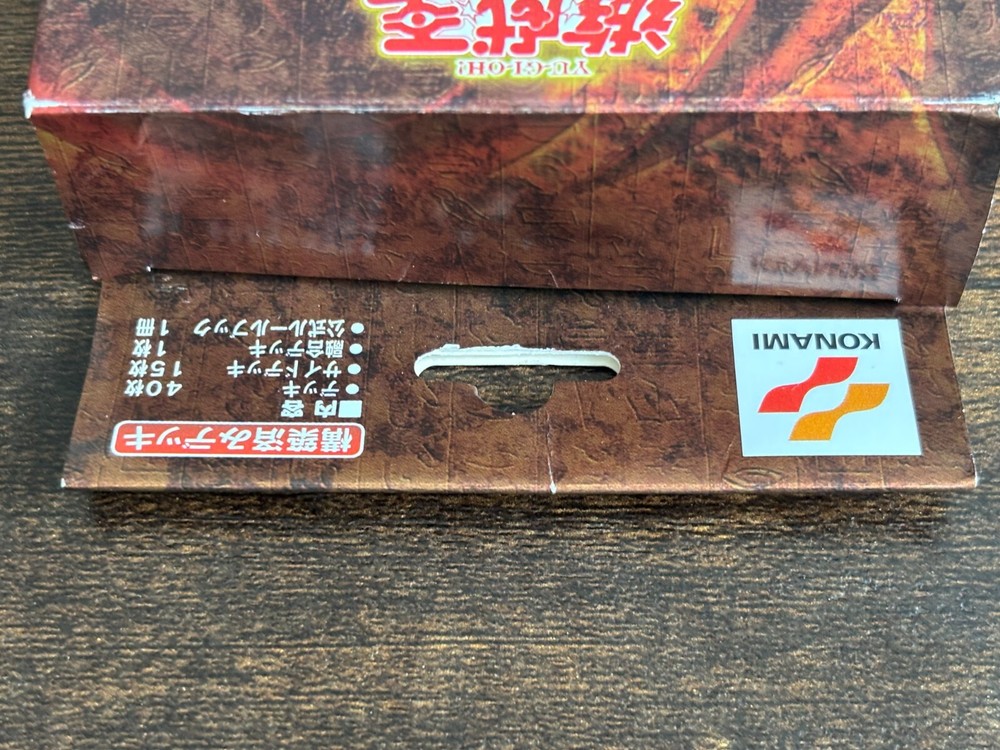 KONAMI
構築済みデッキ
■内 容
●デッキ 40枚
●サイドデッキ 15枚
●融合デッキ 1枚
●公式ルールブック 1冊
YU-GI-OH!
遊戯王